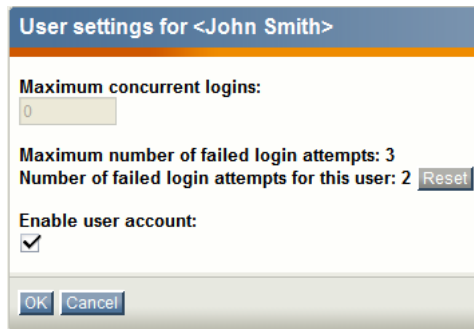 User settings for <John Smith>
Maximum concurrent logins:
0
Maximum number of failed login attempts: 3
Number of failed login attempts for this user: 2 Reset
Enable user account:
OK Cancel